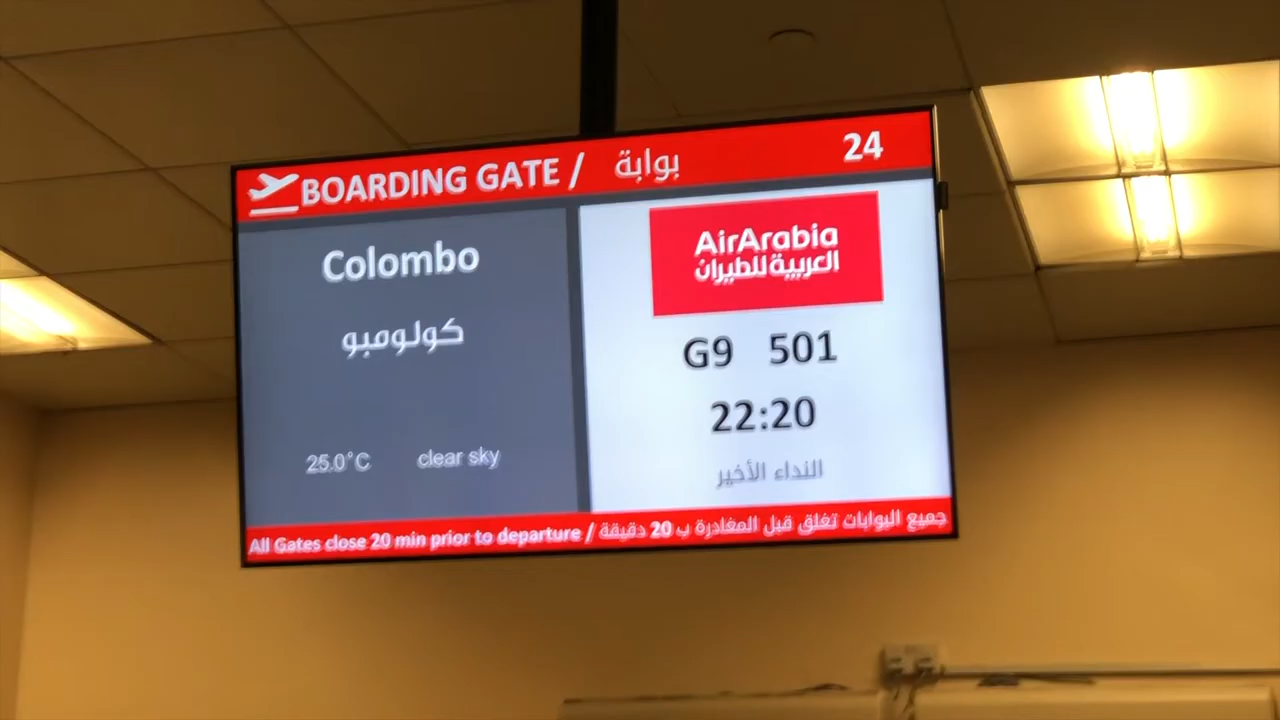 BOARDING GATE / بوابة 24
Colombo
كولومبو
25.0°C clear sky
AirArabia
العربية للطيران
G9 501
22:20
النداء الأخير
All Gates close 20 min prior to departure / جميع البوابات تغلق قبل المغادرة ب 20 دقيقة